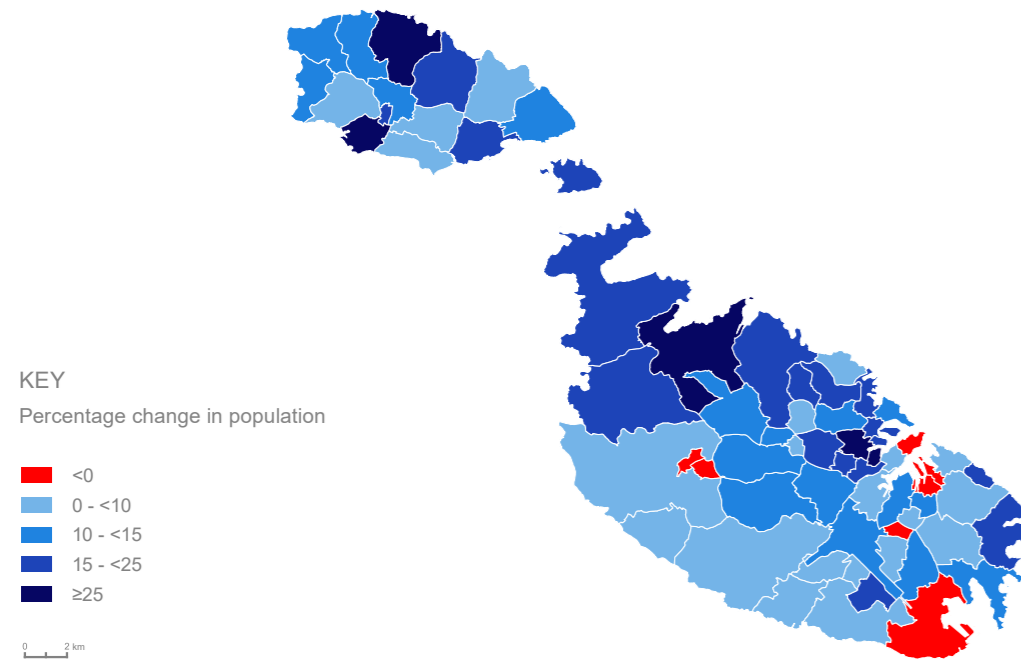 KEY
Percentage change in population
<0
0 - <10
10 - <15
15 - <25
≥25
0 2 km